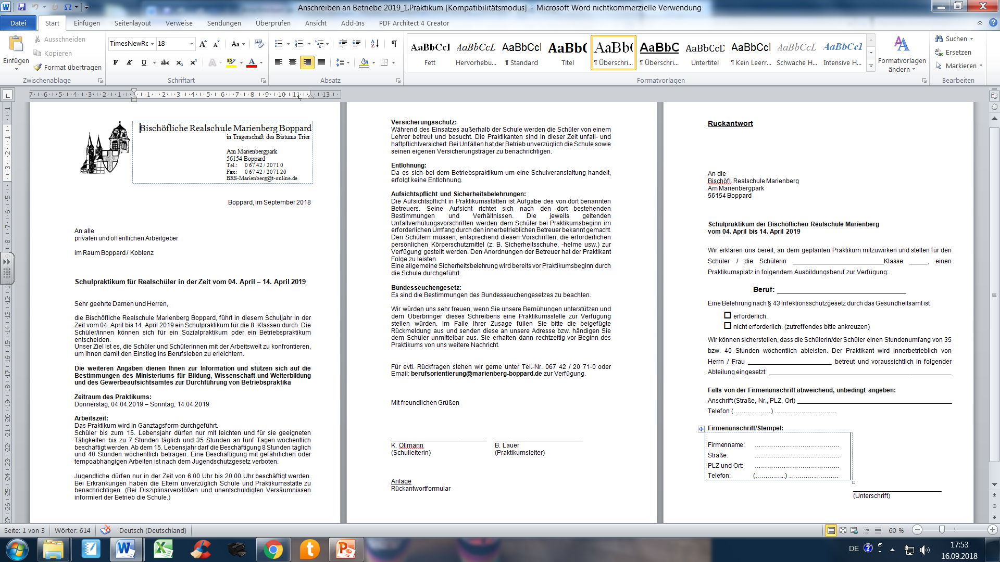 Anschreiben an Betriebe 2019_1.Praktikum [Kompatibilitätsmodus] - Microsoft Word nichtkommerzielle Verwendung
Datei Start Einfügen Seitenlayout Verweise Sendungen Überprüfen Ansicht Add-Ins PDF Architect 4 Creator
Einfügen
Ausschneiden
Kopieren
Format übertragen
Zwischenablage
TimesNewRc 18
F K U abc x₂ x²
Schriftart
Absatz
AaBbCcI AaBbCcL AaBbCcl AaBb( AaBb( AaBbC AaBbCcD AaBbCcl AaBbCcL AaBbCcI
Fett Hervorhebu... ¶ Standard Titel ¶ Überschri... ¶ Überschri... Untertitel ¶ Kein Leerr... Schwache H... Intensive H...
Formatvorlagen
Formatvorlagen ändern
Suchen
Ersetzen
Markieren
Bearbeiten
Bischöfliche Realschule Marienberg Boppard
in Trägerschaft des Bistums Trier
Am Marienbergpark
56154 Boppard
Tel.: 0 67 42 / 2071 0
Fax: 0 67 42 / 2071 20
BRS-Marienberg@t-online.de
Boppard, im September 2018
An alle
privaten und öffentlichen Arbeitgeber
im Raum Boppard / Koblenz
Schulpraktikum für Realschüler in der Zeit vom 04. April – 14. April 2019
Sehr geehrte Damen und Herren,
die Bischöfliche Realschule Marienberg Boppard, führt in diesem Schuljahr in der
Zeit vom 04. April bis 14. April 2019 ein Schulpraktikum für die 8. Klassen durch. Die
Schüler/innen können sich für ein Sozialpraktikum oder ein Betriebspraktikum
entscheiden.
Unser Ziel ist es, die Schüler und Schülerinnen mit der Arbeitswelt zu konfrontieren,
um ihnen damit den Einstieg ins Berufsleben zu erleichtern.
Die weiteren Angaben dienen Ihnen zur Information und stützen sich auf die
Bestimmungen des Ministeriums für Bildung, Wissenschaft und Weiterbildung
und des Gewerbeaufsichtsamtes zur Durchführung von Betriebspraktika
Zeitraum des Praktikums:
Donnerstag, 04.04.2019 – Sonntag, 14.04.2019
Arbeitszeit:
Das Praktikum wird in Ganztagsform durchgeführt.
Schüler bis zum 15. Lebensjahr dürfen nur mit leichten und für sie geeigneten
Tätigkeiten bis zu 7 Stunden täglich und 35 Stunden an fünf Tagen wöchentlich
beschäftigt werden. Ab dem 15. Lebensjahr darf die Beschäftigung 8 Stunden täglich
und 40 Stunden wöchentlich betragen. Eine Beschäftigung mit gefährlichen oder
tempoabhängigen Arbeiten ist nach dem Jugendschutzgesetz verboten.
Jugendliche dürfen nur in der Zeit von 6.00 Uhr bis 20.00 Uhr beschäftigt werden.
Bei Erkrankungen haben die Eltern unverzüglich Schule und Praktikumsstätte zu
benachrichtigen. (Bei Disziplinarverstößen und unentschuldigten Versäumnissen
informiert der Betrieb die Schule.)
Versicherungsschutz:
Während des Einsatzes außerhalb der Schule werden die Schüler von einem
Lehrer betreut und besucht. Die Praktikanten sind in dieser Zeit unfall- und
haftpflichtversichert. Bei Unfällen hat der Betrieb unverzüglich die Schule sowie
seinen eigenen Versicherungsträger zu benachrichtigen.
Entlohnung:
Da es sich bei dem Betriebspraktikum um eine Schulveranstaltung handelt,
erfolgt keine Entlohnung.
Aufsichtspflicht und Sicherheitsbelehrungen:
Die Aufsichtspflicht in Praktikumsstätten ist Aufgabe des von dort benannten
Betreuers. Seine Aufsicht richtet sich nach den dort bestehenden
Bestimmungen und Verhältnissen. Die jeweils geltenden
Unfallverhütungsvorschriften werden dem Schüler bei Praktikumsbeginn im
erforderlichen Umfang durch den innerbetrieblichen Betreuer bekannt gemacht.
Den Schülern müssen, entsprechend diesen Vorschriften, die erforderlichen
persönlichen Körperschutzmittel (z. B. Sicherheitsschuhe, -helme usw.) zur
Verfügung gestellt werden. Den Anordnungen der Betreuer hat der Praktikant
Folge zu leisten.
Eine allgemeine Sicherheitsbelehrung wird bereits vor Praktikumsbeginn durch
die Schule durchgeführt.
Bundesseuchengesetz:
Es sind die Bestimmungen des Bundesseuchengesetzes zu beachten.
Wir würden uns sehr freuen, wenn Sie unsere Bemühungen unterstützen und
dem Überbringer dieses Schreibens eine Praktikumsstelle zur Verfügung
stellen würden. Im Falle Ihrer Zusage füllen Sie bitte die beigefügte
Rückmeldung aus und senden diese an unsere Adresse bzw. händigen Sie
dem Schüler unmittelbar aus. Sie erhalten dann rechtzeitig vor Beginn des
Praktikums von uns weitere Nachricht.
Für evtl. Rückfragen stehen wir gerne unter Tel.-Nr. 067 42 / 20 71-0 oder
Email: berufsorientierung@marienberg-boppard.de zur Verfügung.
Mit freundlichen Grüßen
K. Ollmann B. Lauer
(Schulleiterin) (Praktikumsleiter)
Anlage
Rückantwortformular
Rückantwort
An die
Bischöfl. Realschule Marienberg
Am Marienbergpark
56154 Boppard
Schulpraktikum der Bischöflichen Realschule Marienberg
vom 04. April bis 14. April 2019
Wir erklären uns bereit, an dem geplanten Praktikum mitzuwirken und stellen für den
Schüler / die Schülerin __________________________Klasse _____, einen
Praktikumsplatz in folgendem Ausbildungsberuf zur Verfügung:
Beruf: ___________________________________
Eine Belehrung nach § 43 Infektionsschutzgesetz durch das Gesundheitsamt ist
☐ erforderlich.
☐ nicht erforderlich. (zutreffendes bitte ankreuzen)
Wir können sicherstellen, dass die Schülerin/der Schüler einen Stundenumfang von 35
bzw. 40 Stunden wöchentlich ableisten. Der Praktikant wird innerbetrieblich von
Herrn / Frau ________________________ betreut und voraussichtlich in folgender
Abteilung eingesetzt: ____________________________________________________
Falls von der Firmenanschrift abweichend, unbedingt angeben:
Anschrift (Straße, Nr., PLZ, Ort) ____________________________________________
Telefon (………………) …………………………
Firmenanschrift/Stempel:
Firmenname: …………………………………..
Straße: …………………………………..
PLZ und Ort: …………………………………..
Telefon: (…………...) ……………………
(Unterschrift)
Seite: 1 von 3 Wörter: 614 Deutsch (Deutschland) 60 %
DE 17:53
16.09.2018